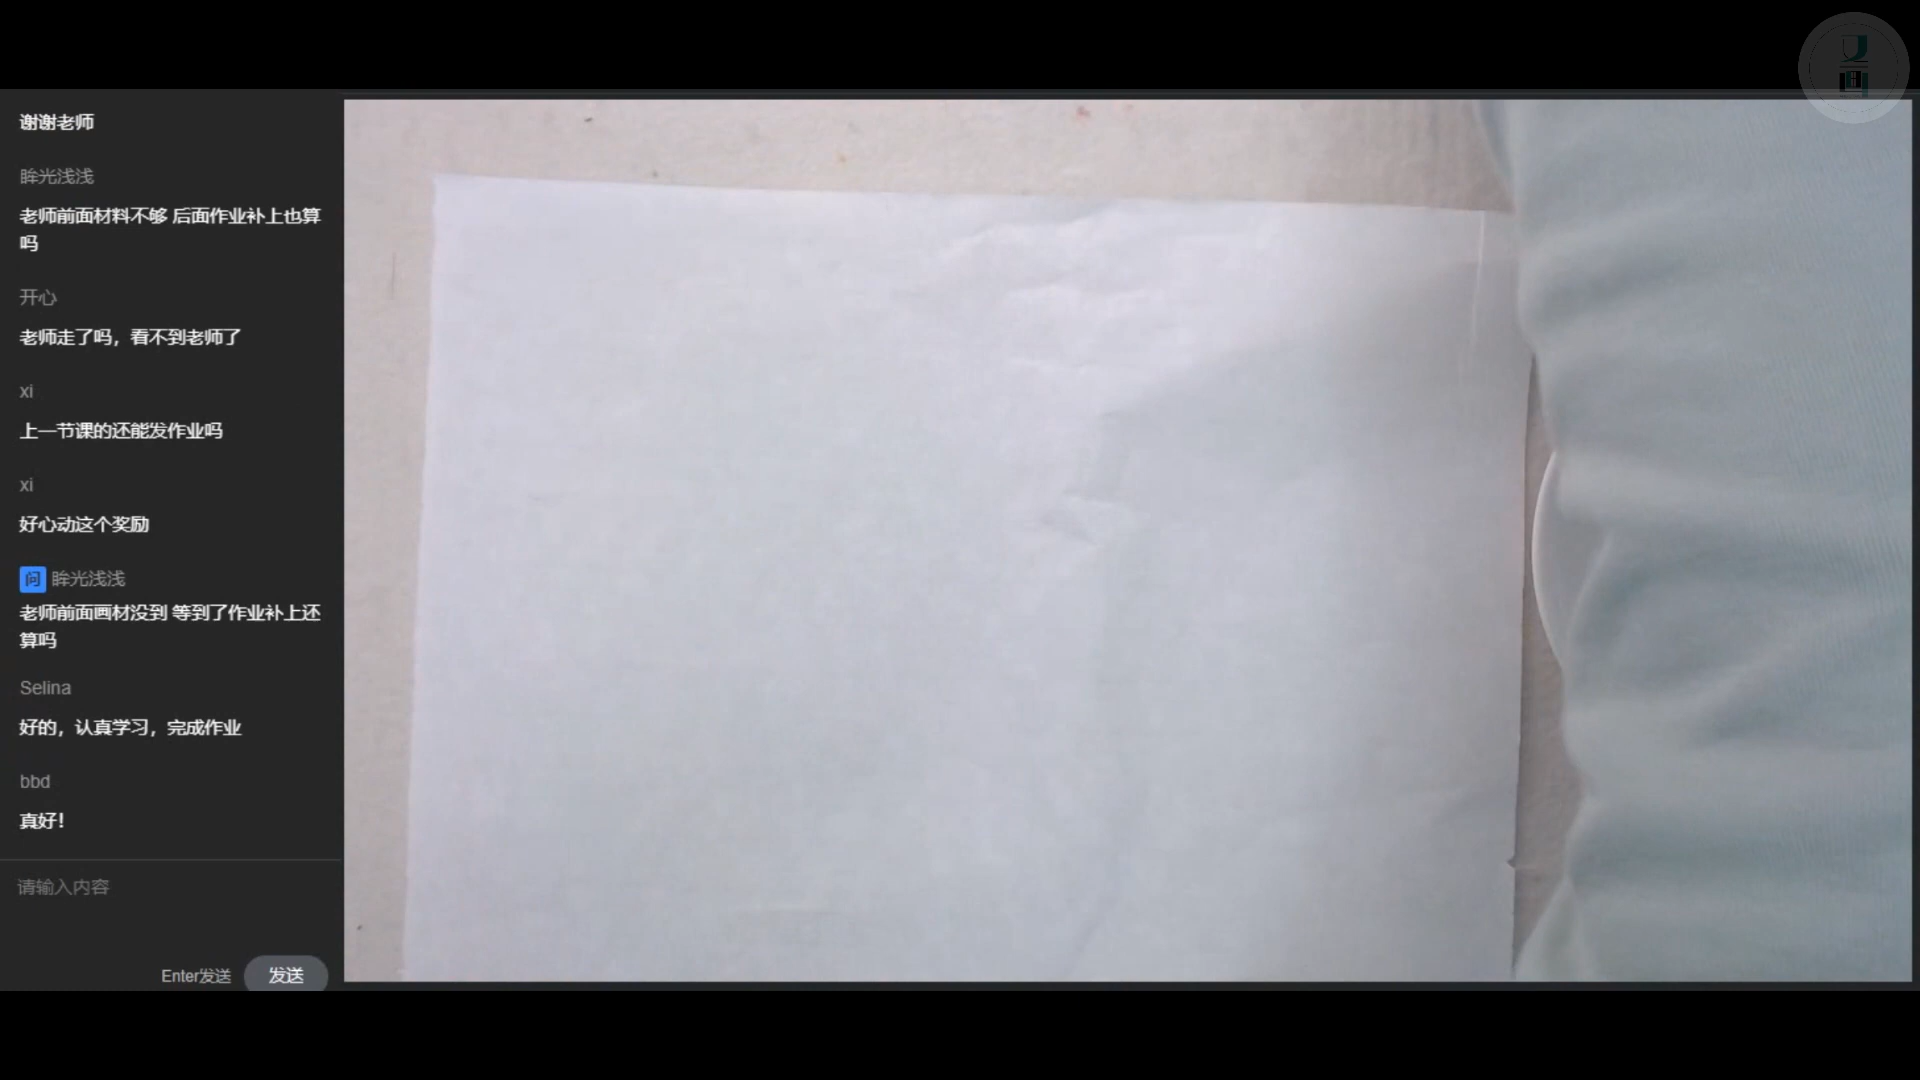 谢谢老师
眸光浅浅
老师前面材料不够 后面作业补上也算
吗
开心
老师走了吗，看不到老师了
xi
上一节课的还能发作业吗
xi
好心动这个奖励
问 眸光浅浅
老师前面画材没到 等到了作业补上还
算吗
Selina
好的，认真学习，完成作业
bbd
真好！
请输入内容
Enter发送 发送